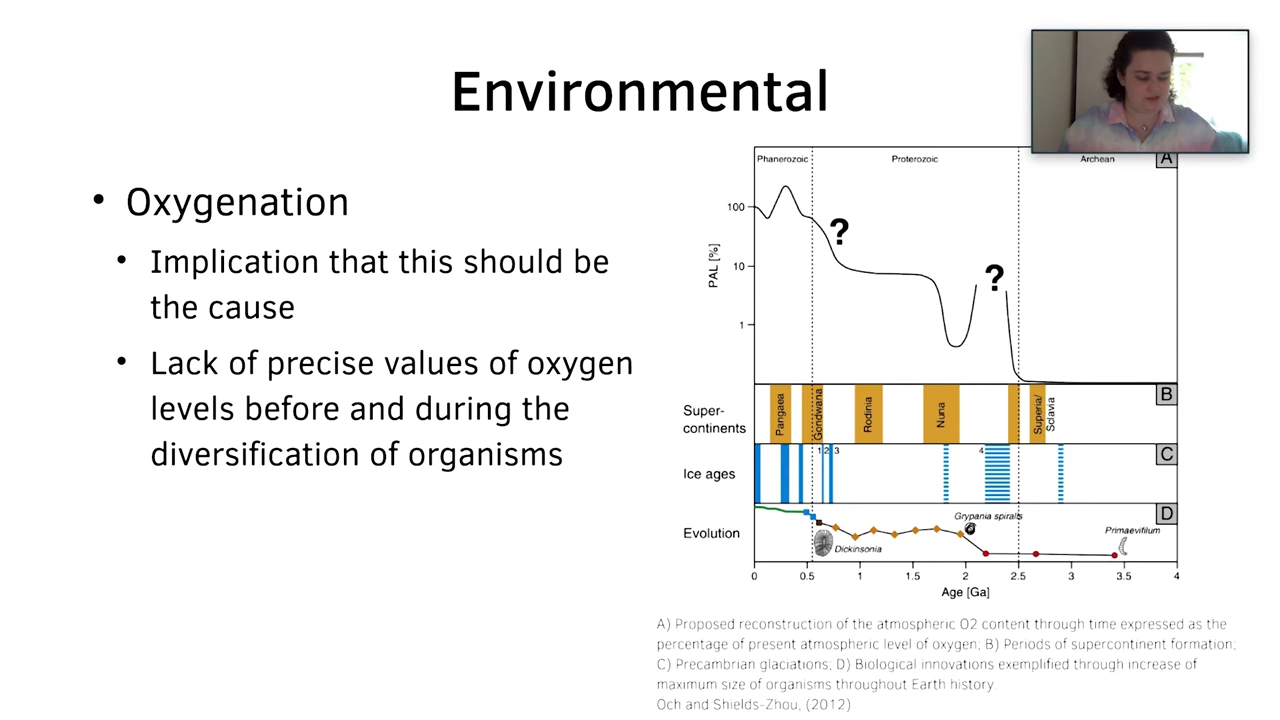 Environmental
• Oxygenation
• Implication that this should be
the cause
• Lack of precise values of oxygen
levels before and during the
diversification of organisms
Phanerozoic
Proterozoic
Archean
A
PAL [%]
100
10
1
?
?
Super-
continents
Pangaea
Gondwana
Rodinia
Nuna
Superia/
Sclavia
B
Ice ages
1 2 3
4
C
Evolution
Dickinsonia
Grypania spiralis
Primaevifilum
D
0 0.5 1 1.5 2 2.5 3 3.5 4
Age [Ga]
A) Proposed reconstruction of the atmospheric O2 content through time expressed as the
percentage of present atmospheric level of oxygen; B) Periods of supercontinent formation;
C) Precambrian glaciations; D) Biological innovations exemplified through increase of
maximum size of organisms throughout Earth history.
Och and Shields-Zhou, (2012)